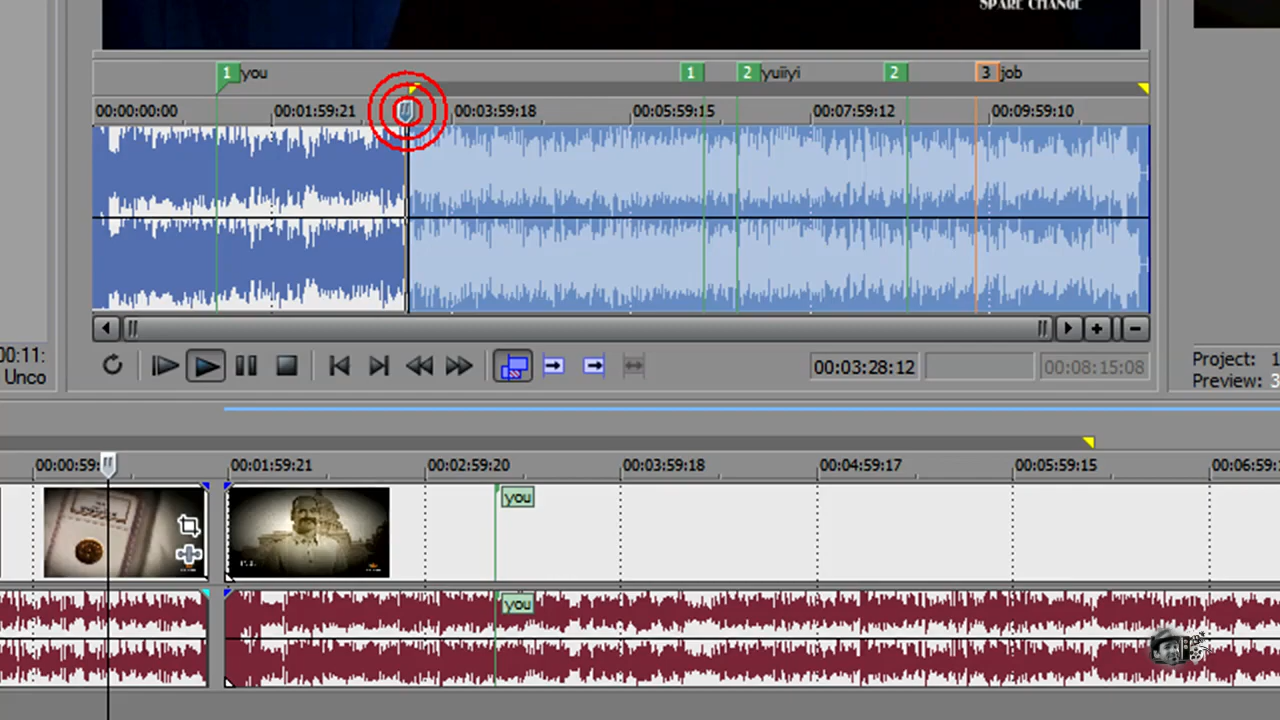 SPARE CHANGE
1 you 1 2 yuiiyi 2 3 job
00:00:00:00 00:01:59:21 00:03:59:18 00:05:59:15 00:07:59:12 00:09:59:10
00:11:
Unco
00:03:28:12 00:08:15:08
Project: 1
Preview: 3
00:00:59: 00:01:59:21 00:02:59:20 00:03:59:18 00:04:59:17 00:05:59:15 00:06:59:1
you
you